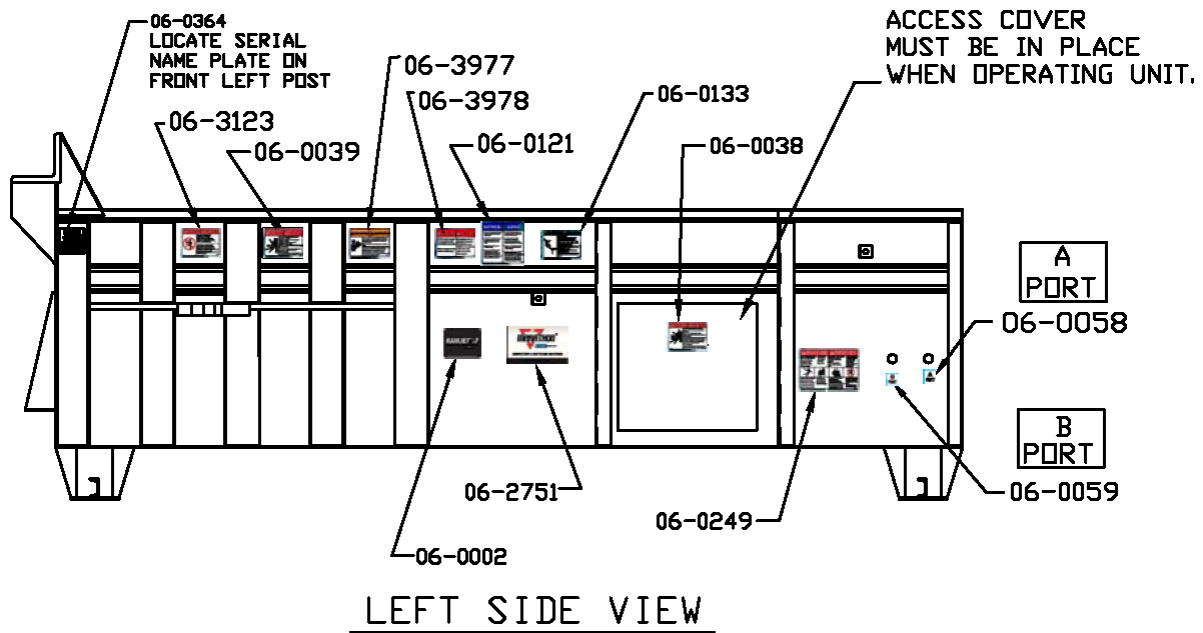 06-0364
LOCATE SERIAL
NAME PLATE ON
FRONT LEFT POST
06-3123
06-0039
06-3977
06-3978
06-0121
06-0133
06-0038
ACCESS COVER
MUST BE IN PLACE
WHEN OPERATING UNIT.
A
PORT
06-0058
B
PORT
06-0059
06-2751
06-0249
06-0002
LEFT SIDE VIEW